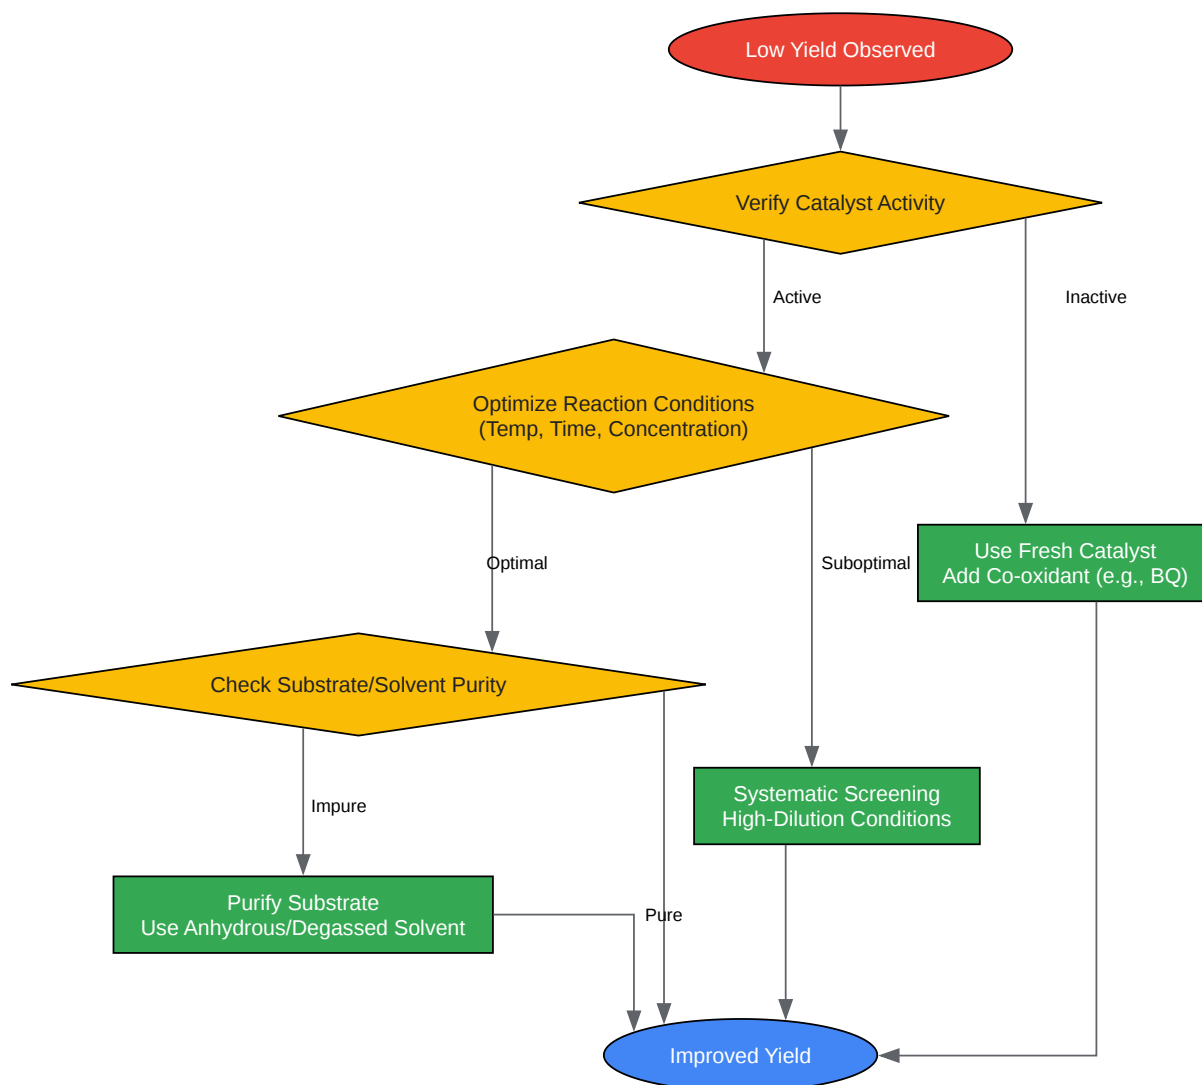 Low Yield Observed
Verify Catalyst Activity
Active
Inactive
Optimize Reaction Conditions
(Temp, Time, Concentration)
Optimal
Suboptimal
Use Fresh Catalyst
Add Co-oxidant (e.g., BQ)
Check Substrate/Solvent Purity
Impure
Systematic Screening
High-Dilution Conditions
Purify Substrate
Use Anhydrous/Degassed Solvent
Pure
Improved Yield